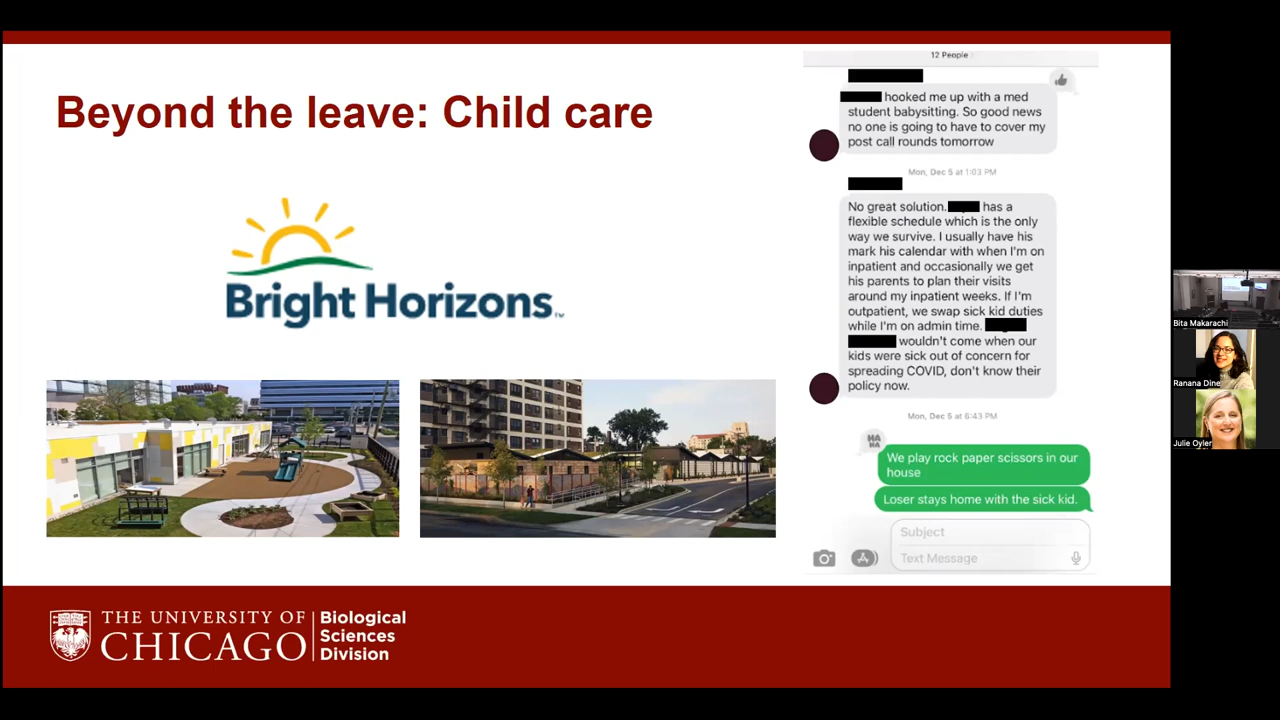 Beyond the leave: Child care
Bright Horizons™
12 People
hooked me up with a med
student babysitting. So good news
no one is going to have to cover my
post call rounds tomorrow
Mon, Dec 5 at 1:03 PM
No great solution. has a
flexible schedule which is the only
way we survive. I usually have his
mark his calendar with when I'm on
inpatient and occasionally we get
his parents to plan their visits
around my inpatient weeks. If I'm
outpatient, we swap sick kid duties
while I'm on admin time.
wouldn't come when our
kids were sick out of concern for
spreading COVID, don't know their
policy now.
Mon, Dec 5 at 6:43 PM
HA
HA
We play rock paper scissors in our
house
Loser stays home with the sick kid.
Subject
Text Message
THE UNIVERSITY OF
CHICAGO
Biological
Sciences
Division
Bita Makarachi
Ranana Dine
Julie Oyler